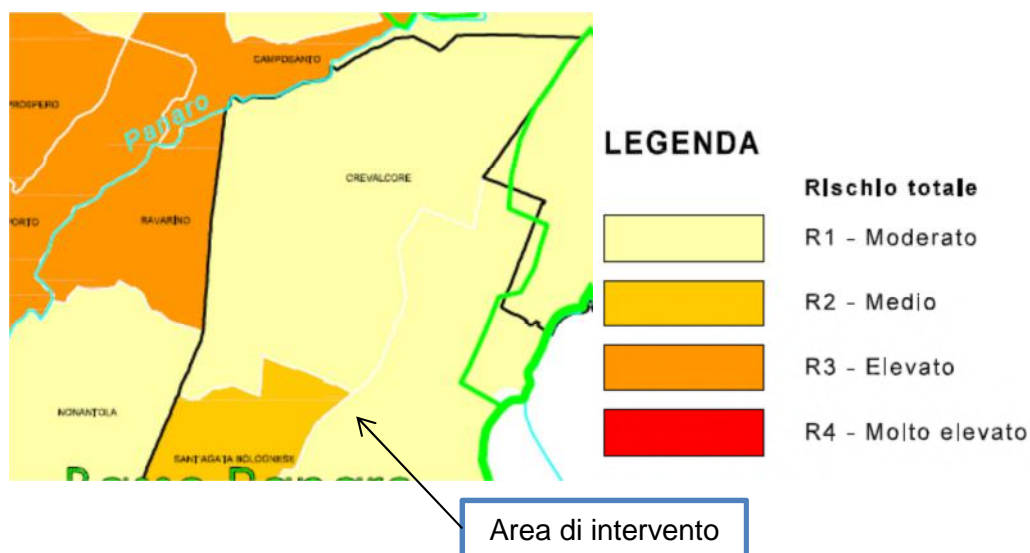 CAMPOSANTO
PROSPERO
Panaro
CREVALCORE
PORTO
RAVARINO
NONANTOLA
SANT'AGATA BOLOGNESE
LEGENDA
Rischio totale
R1 - Moderato
R2 - Medio
R3 - Elevato
R4 - Molto elevato
Area di intervento